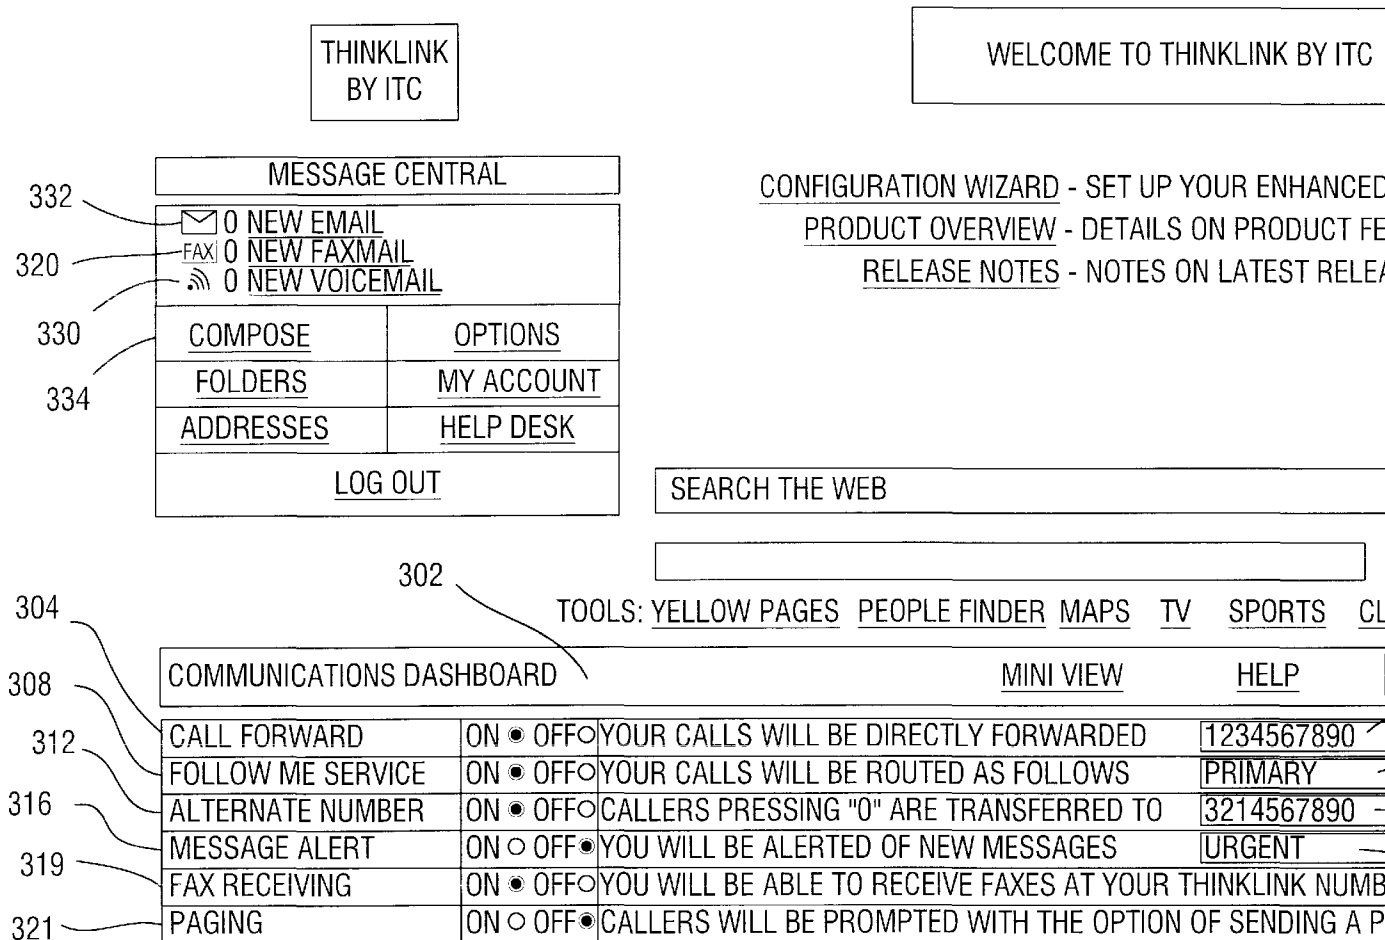 THINKLINK
BY ITC
WELCOME TO THINKLINK BY ITC
MESSAGE CENTRAL
332
0 NEW EMAIL
320
FAX 0 NEW FAXMAIL
330
0 NEW VOICEMAIL
334
COMPOSE OPTIONS
FOLDERS MY ACCOUNT
ADDRESSES HELP DESK
LOG OUT
CONFIGURATION WIZARD - SET UP YOUR ENHANCED
PRODUCT OVERVIEW - DETAILS ON PRODUCT FE
RELEASE NOTES - NOTES ON LATEST RELEA
SEARCH THE WEB
TOOLS: YELLOW PAGES PEOPLE FINDER MAPS TV SPORTS CL
302
COMMUNICATIONS DASHBOARD MINI VIEW HELP
304 CALL FORWARD ON OFF YOUR CALLS WILL BE DIRECTLY FORWARDED 1234567890
308 FOLLOW ME SERVICE ON OFF YOUR CALLS WILL BE ROUTED AS FOLLOWS PRIMARY
312 ALTERNATE NUMBER ON OFF CALLERS PRESSING "0" ARE TRANSFERRED TO 3214567890
316 MESSAGE ALERT ON OFF YOU WILL BE ALERTED OF NEW MESSAGES URGENT
319 FAX RECEIVING ON OFF YOU WILL BE ABLE TO RECEIVE FAXES AT YOUR THINKLINK NUMB
321 PAGING ON OFF CALLERS WILL BE PROMPTED WITH THE OPTION OF SENDING A P